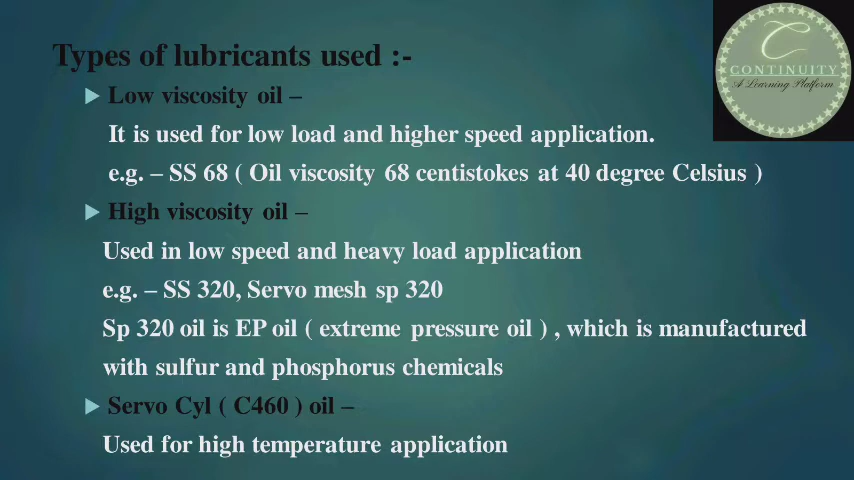 Types of lubricants used :-
Low viscosity oil –
It is used for low load and higher speed application.
e.g. – SS 68 ( Oil viscosity 68 centistokes at 40 degree Celsius )
High viscosity oil –
Used in low speed and heavy load application
e.g. – SS 320, Servo mesh sp 320
Sp 320 oil is EP oil ( extreme pressure oil ) , which is manufactured
with sulfur and phosphorus chemicals
Servo Cyl ( C460 ) oil –
Used for high temperature application
C
CONTINUITY
A Learning Platform